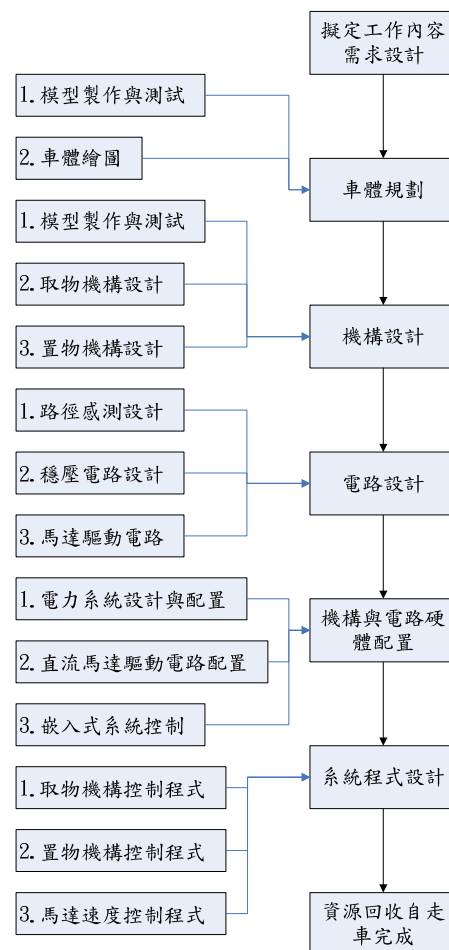 擬定工作內容
需求設計
1.模型製作與測試
2.車體繪圖
車體規劃
1.模型製作與測試
2.取物機構設計
3.置物機構設計
機構設計
1.路徑感測設計
2.穩壓電路設計
3.馬達驅動電路
電路設計
1.電力系統設計與配置
2.直流馬達驅動電路配置
3.嵌入式系統控制
機構與電路硬
體配置
1.取物機構控制程式
2.置物機構控制程式
3.馬達速度控制程式
系統程式設計
資源回收自走
車完成